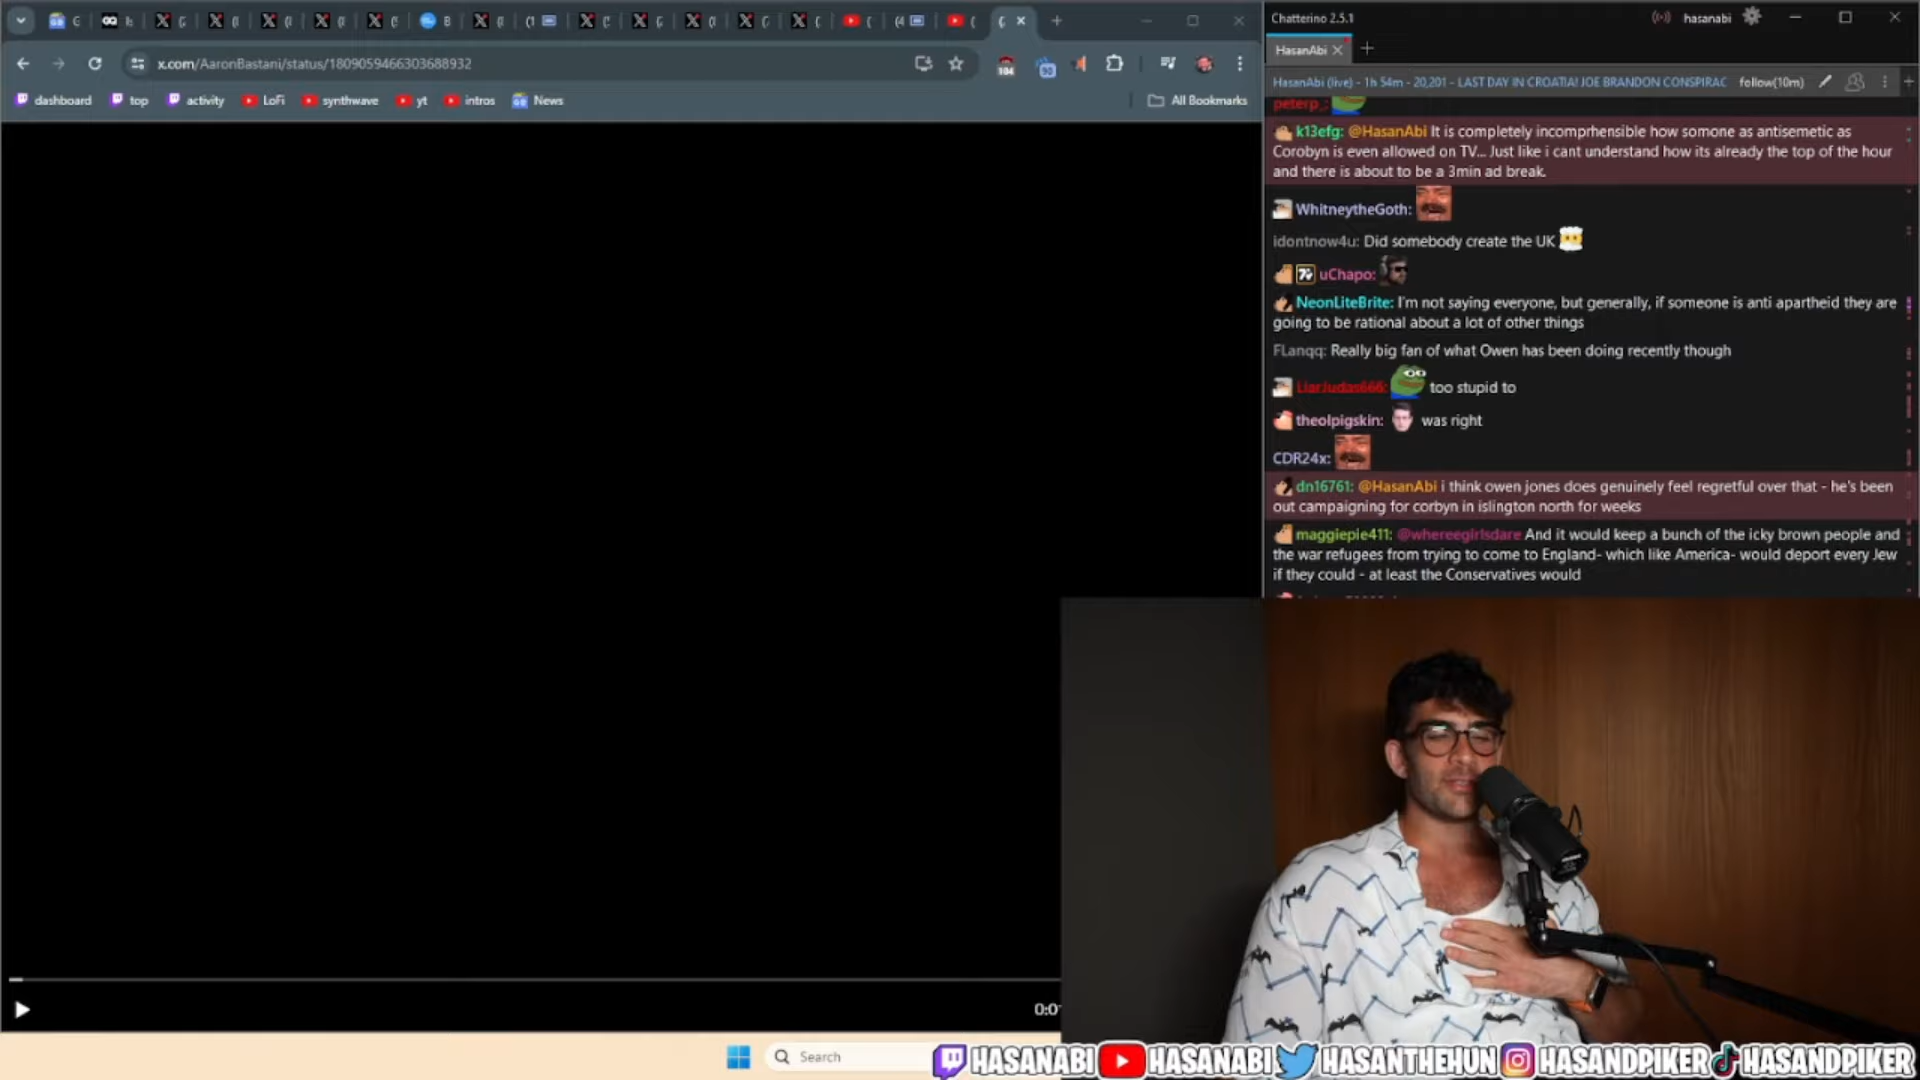 x.com/AaronBastani/status/1809059466303688932
104
dashboard
top
activity
LoFi
synthwave
yt
intros
News
All Bookmarks
Chatterino 2.5.1
hasanabi
HasanAbi
HasanAbi (live) - 1h 54m - 20,201 - LAST DAY IN CROATIA! JOE BRANDON CONSPIRAC
follow(10m)
peterp_:
k13efg: @HasanAbi It is completely incomprhensible how somone as antisemetic as
Corobyn is even allowed on TV... Just like i cant understand how its already the top of the hour
and there is about to be a 3min ad break.
WhitneytheGoth:
idontnow4u: Did somebody create the UK
uChapo:
NeonLiteBrite: I'm not saying everyone, but generally, if someone is anti apartheid they are
going to be rational about a lot of other things
FLanqq: Really big fan of what Owen has been doing recently though
LiarJudas666: too stupid to
theolpigskin: was right
CDR24x:
dn16761: @HasanAbi i think owen jones does genuinely feel regretful over that - he's been
out campaigning for corbyn in islington north for weeks
maggiepie411: @whereegirlsdare And it would keep a bunch of the icky brown people and
the war refugees from trying to come to England- which like America- would deport every Jew
if they could - at least the Conservatives would
Search
HASANABI
HASANABI
HASANTHEHUN
HASANDPIKER
HASANDPIKER